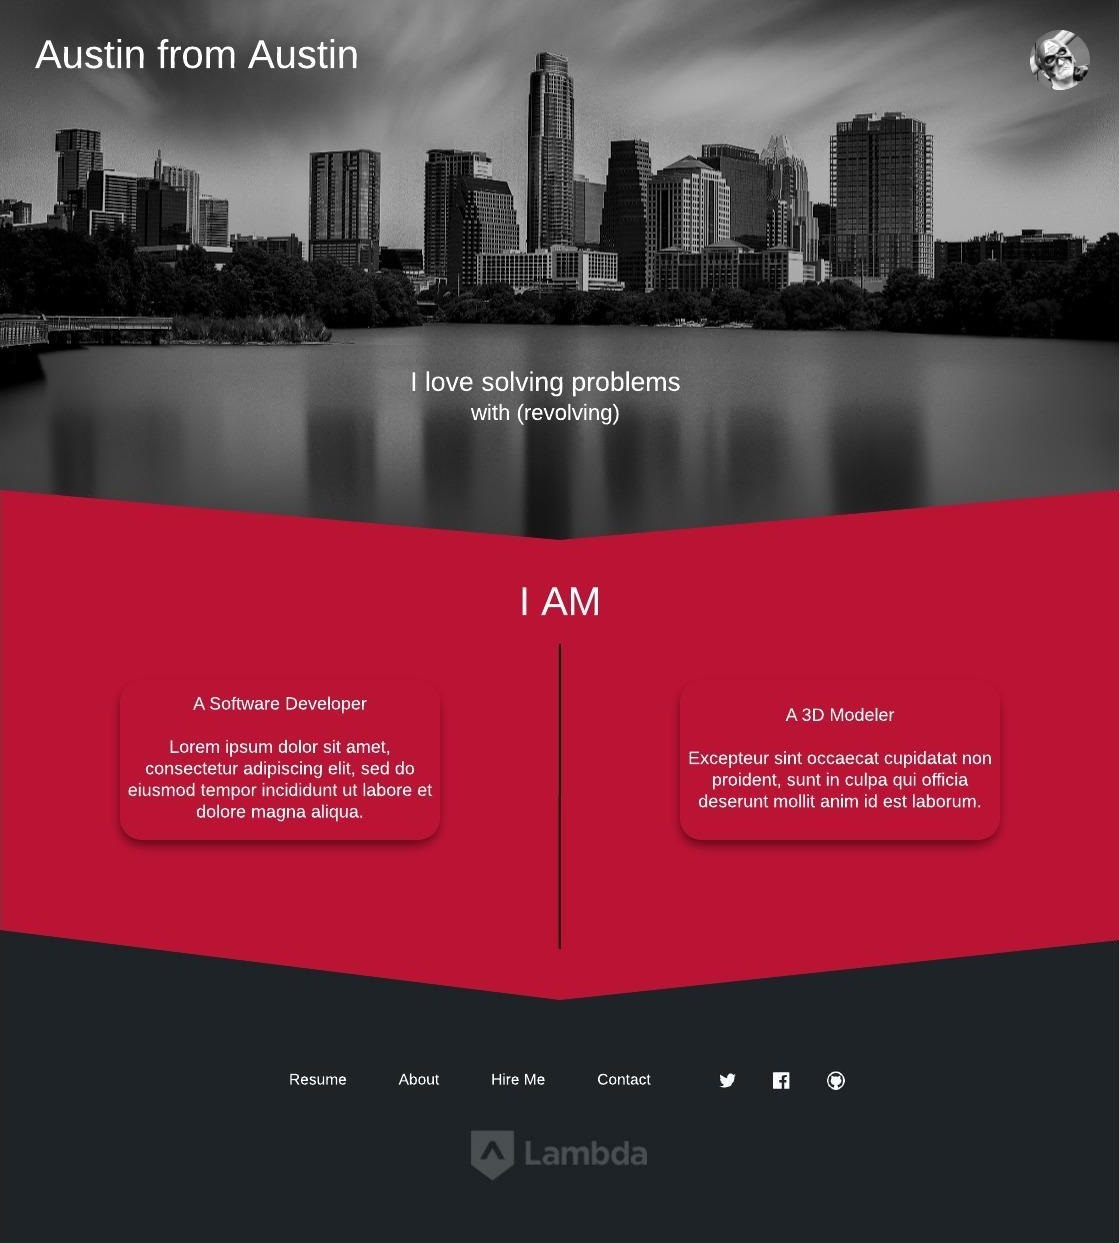 Austin from Austin
I love solving problems
with (revolving)
I AM
A Software Developer
Lorem ipsum dolor sit amet,
consectetur adipiscing elit, sed do
eiusmod tempor incididunt ut labore et
dolore magna aliqua.
A 3D Modeler
Excepteur sint occaecat cupidatat non
proident, sunt in culpa qui officia
deserunt mollit anim id est laborum.
Resume About Hire Me Contact
Lambda